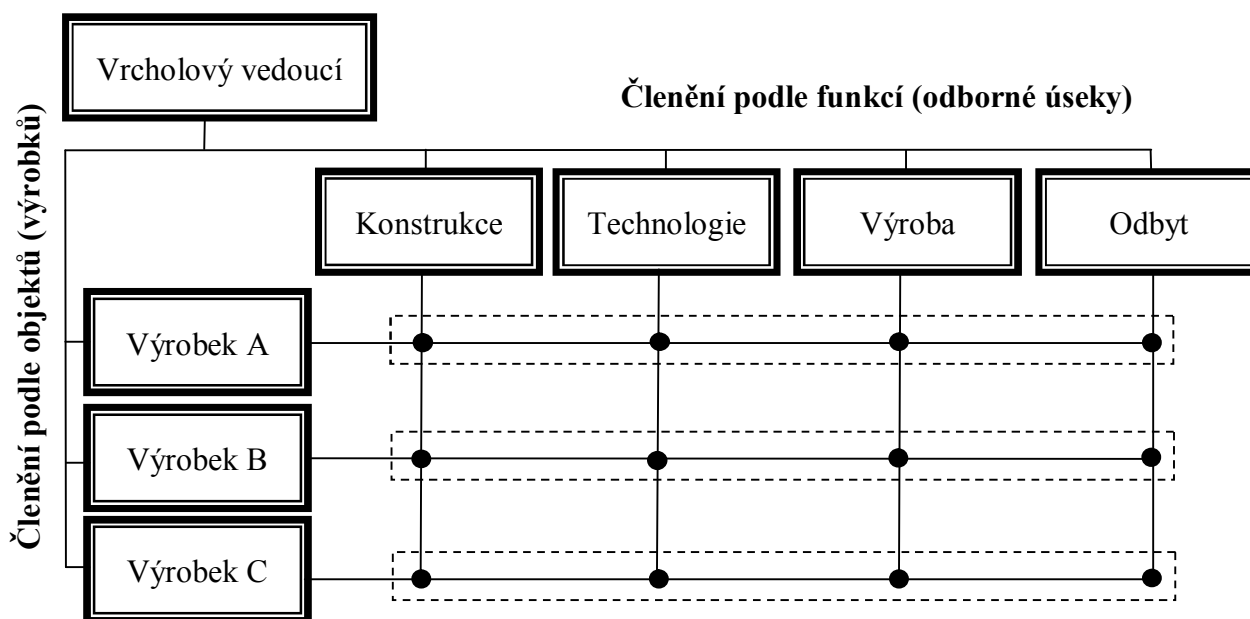 Vrcholový vedoucí
Členění podle funkcí (odborné úseky)
Členění podle objektů (výrobků)
Konstrukce
Technologie
Výroba
Odbyt
Výrobek A
Výrobek B
Výrobek C